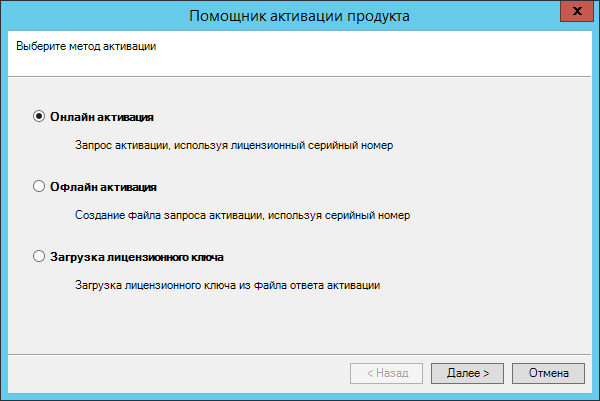 Помощник активации продукта
x
Выберите метод активации
Онлайн активация
Запрос активации, используя лицензионный серийный номер
Офлайн активация
Создание файла запроса активации, используя серийный номер
Загрузка лицензионного ключа
Загрузка лицензионного ключа из файла ответа активации
< Назад Далее > Отмена